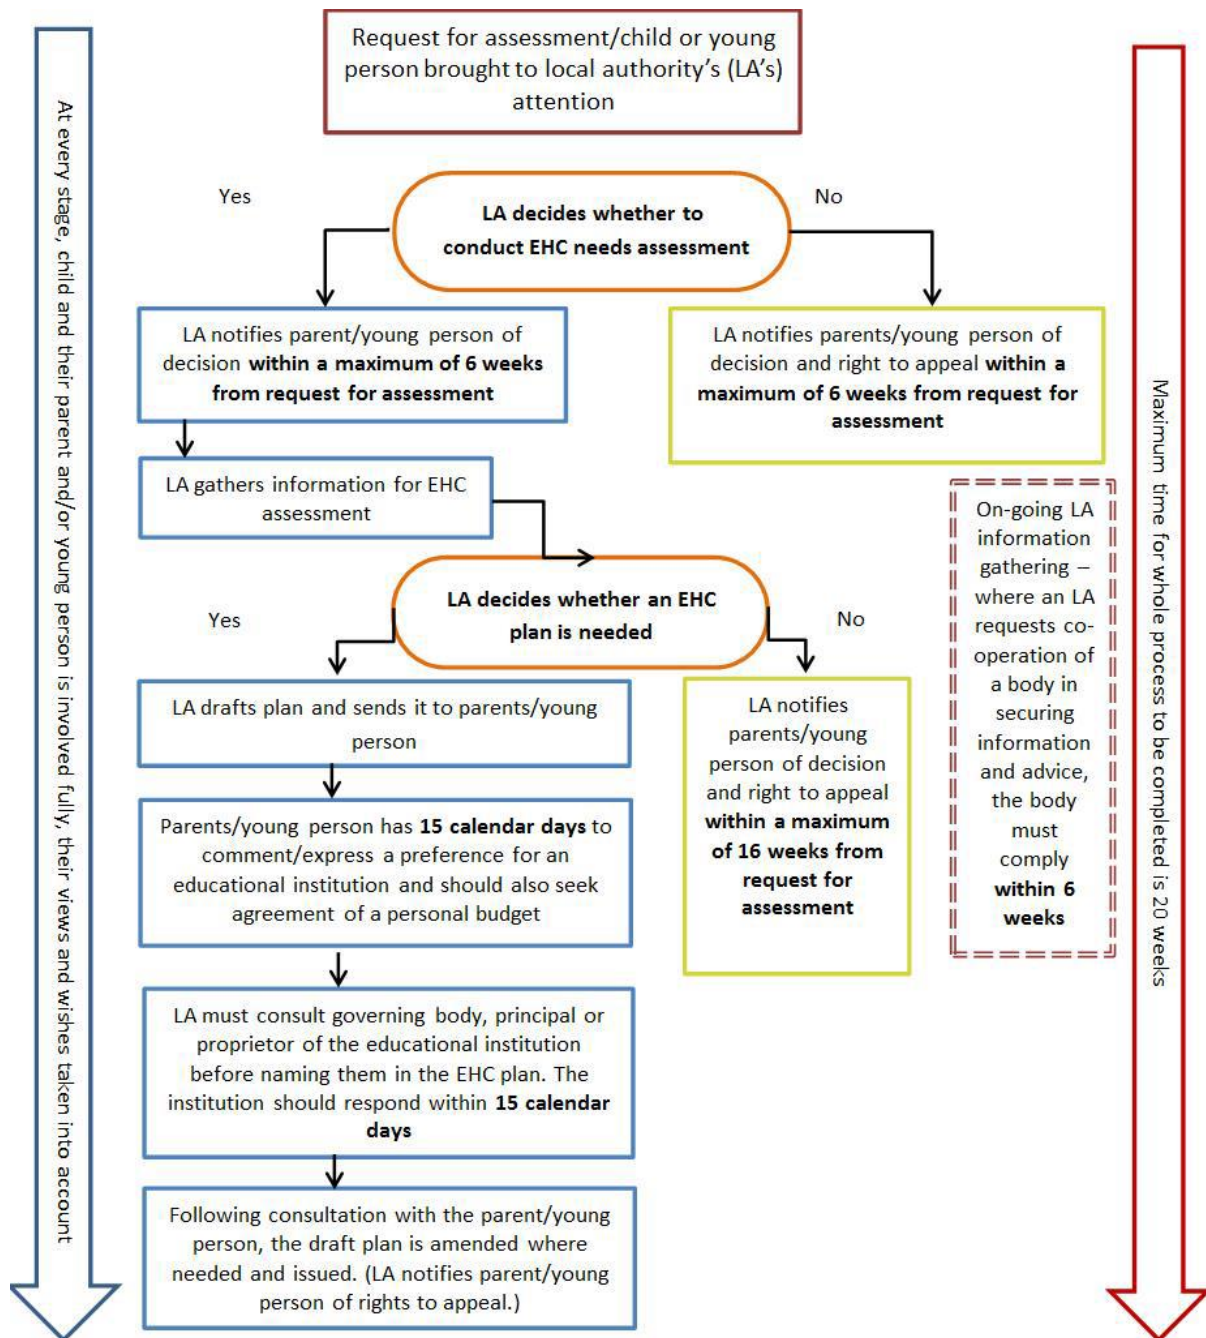 Request for assessment/child or young
person brought to local authority's (LA's)
attention
At every stage, child and their parent and/or young person is involved fully, their views and wishes taken into account
Maximum time for whole process to be completed is 20 weeks
Yes
LA decides whether to
conduct EHC needs assessment
No
LA notifies parent/young person of
decision within a maximum of 6 weeks
from request for assessment
LA notifies parents/young person of
decision and right to appeal within a
maximum of 6 weeks from request for
assessment
LA gathers information for EHC
assessment
On-going LA
information
gathering –
where an LA
requests co-
operation of
a body in
securing
information
and advice,
the body
must
comply
within 6
weeks
Yes
LA decides whether an EHC
plan is needed
No
LA drafts plan and sends it to parents/young
person
LA notifies
parents/young
person of decision
and right to appeal
within a maximum
of 16 weeks from
request for
assessment
Parents/young person has 15 calendar days to
comment/express a preference for an
educational institution and should also seek
agreement of a personal budget
LA must consult governing body, principal or
proprietor of the educational institution
before naming them in the EHC plan. The
institution should respond within 15 calendar
days
Following consultation with the parent/young
person, the draft plan is amended where
needed and issued. (LA notifies parent/young
person of rights to appeal.)